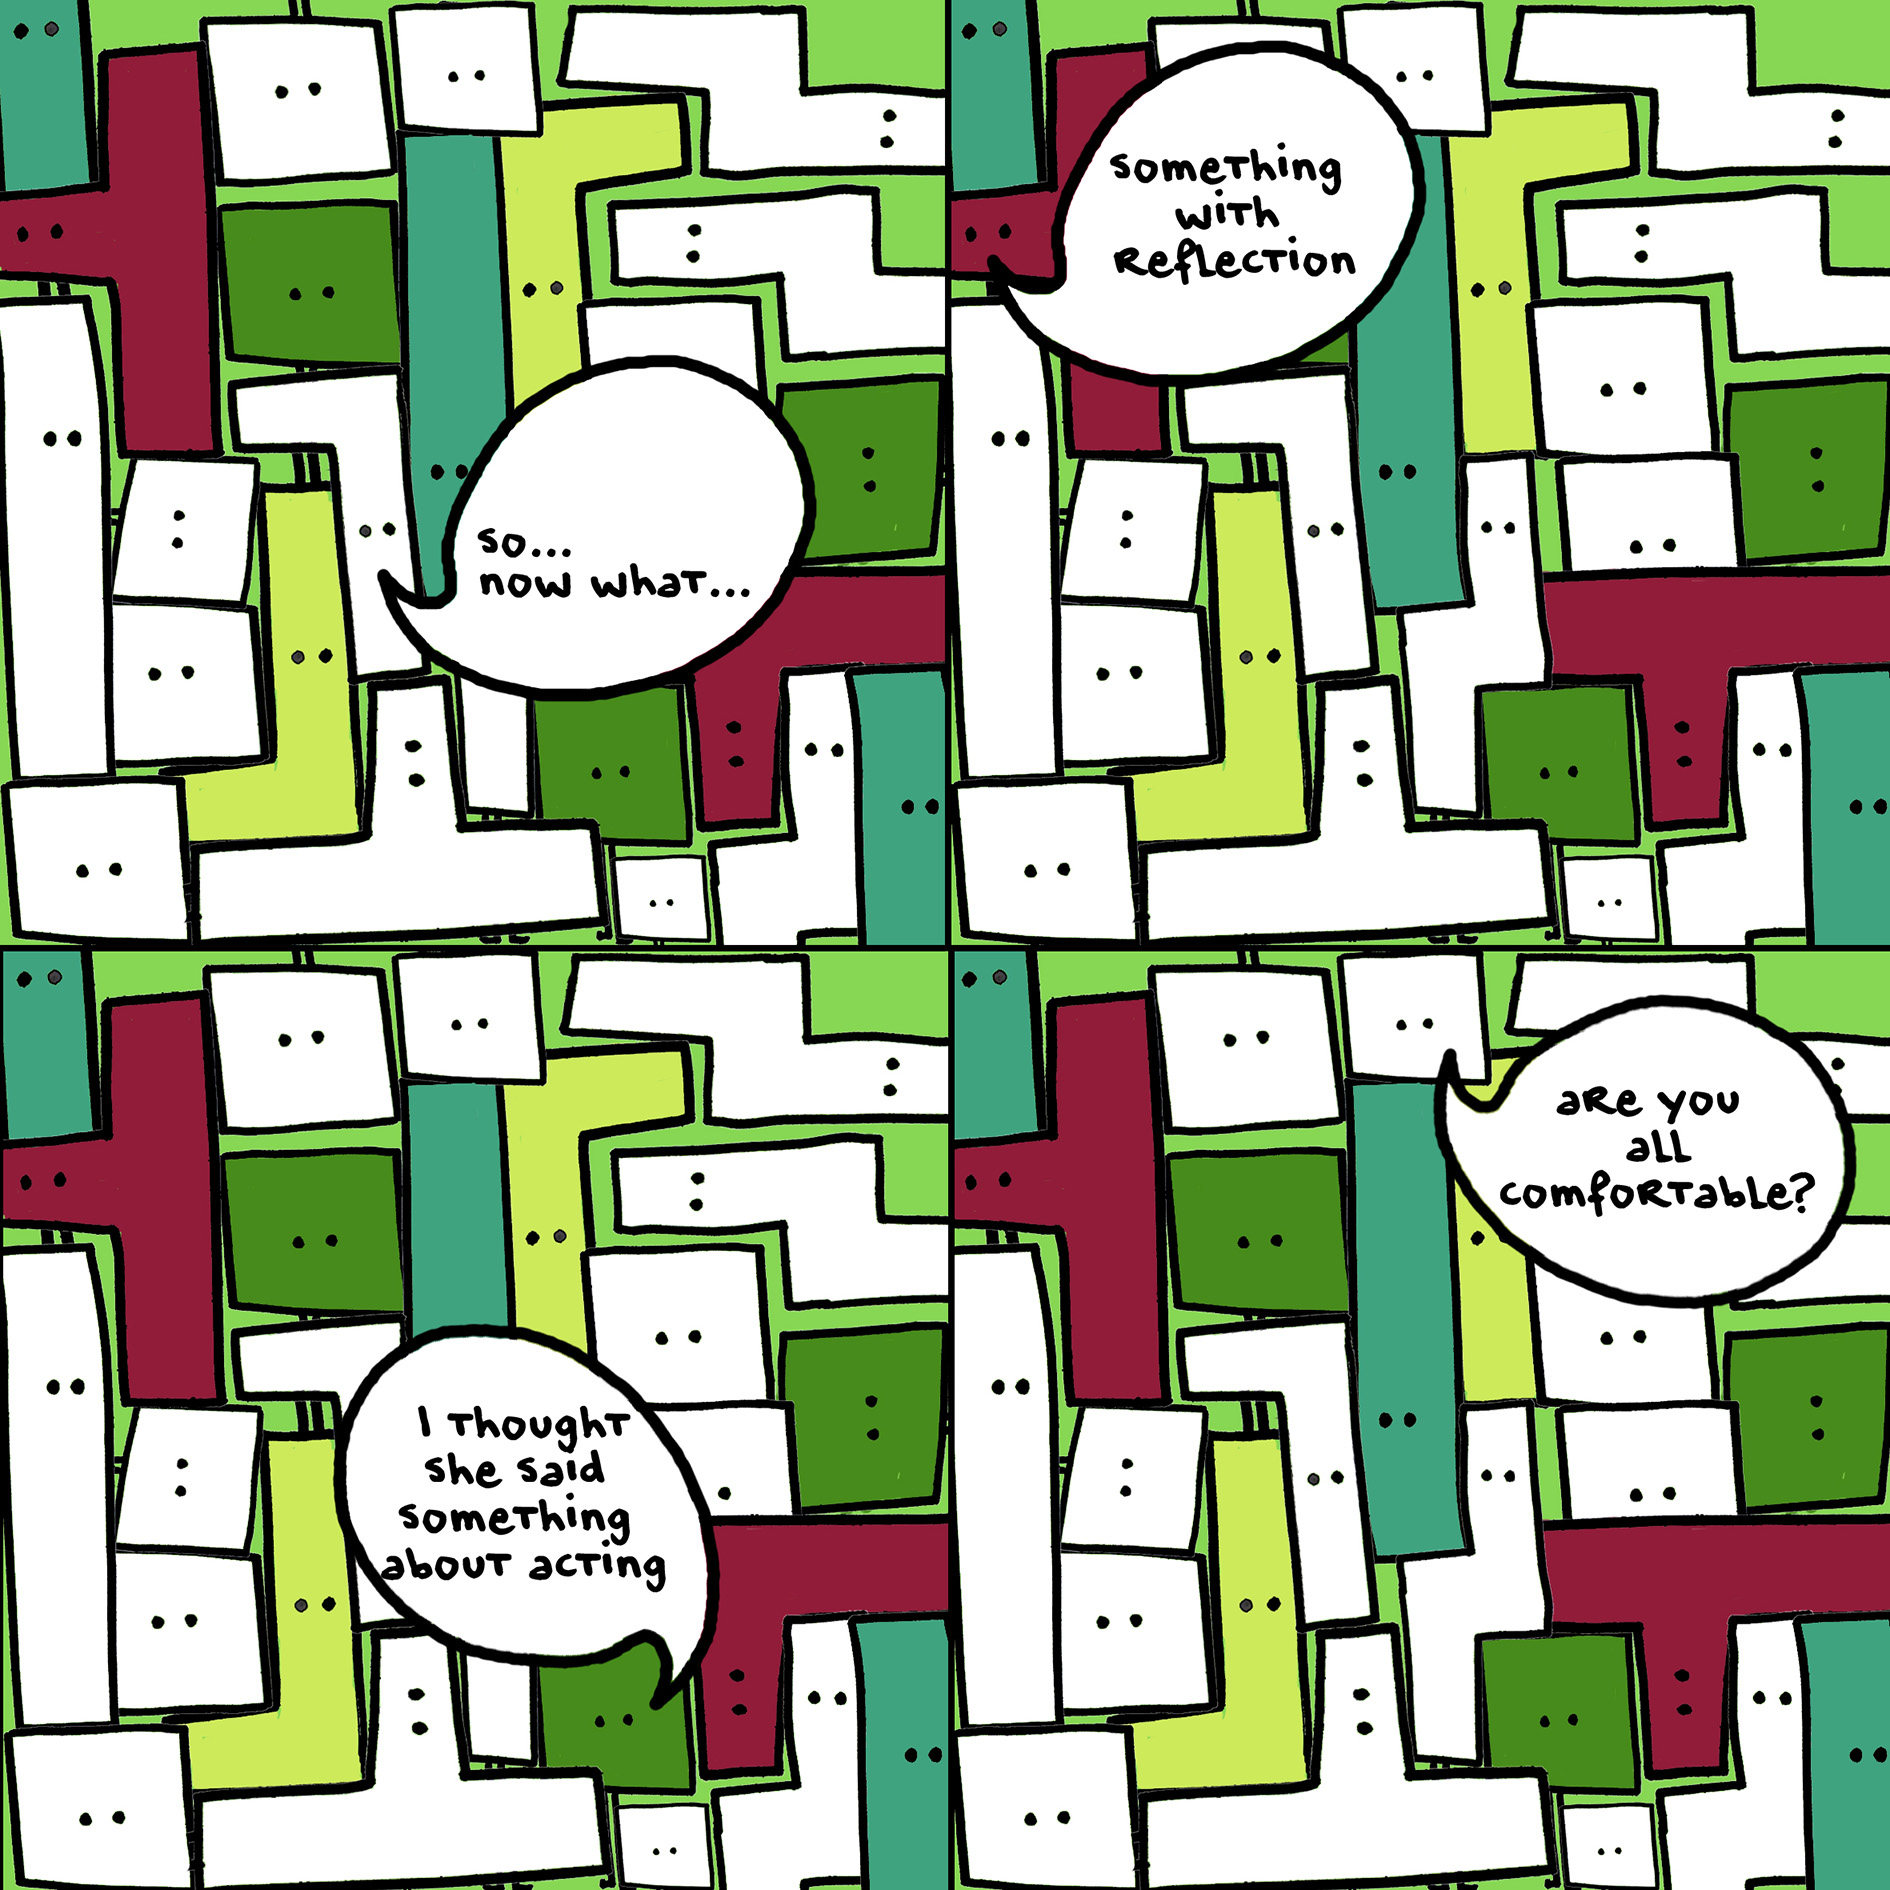 so...
now what...
something
with
Reflection
I thought
she said
something
about acting
are you
all
comfortable?